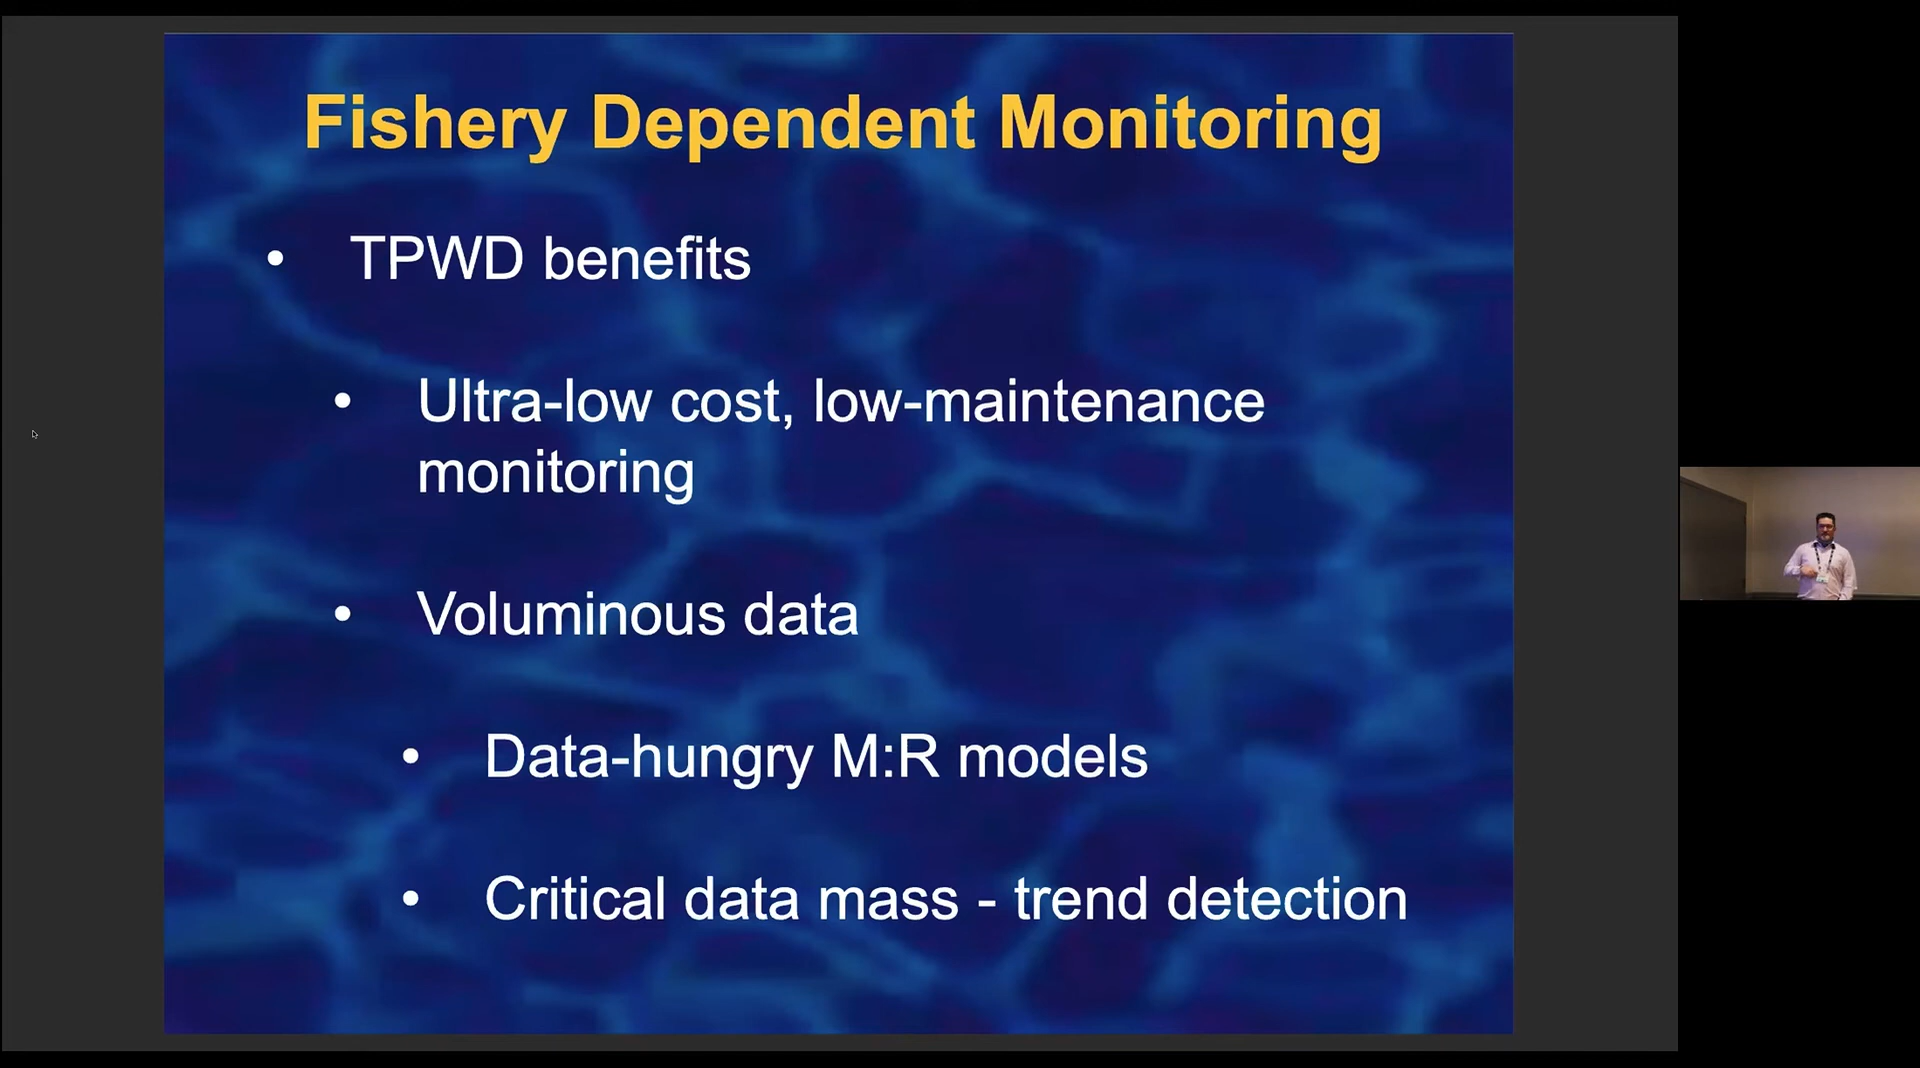 Fishery Dependent Monitoring
• TPWD benefits
• Ultra-low cost, low-maintenance
monitoring
• Voluminous data
• Data-hungry M:R models
• Critical data mass - trend detection